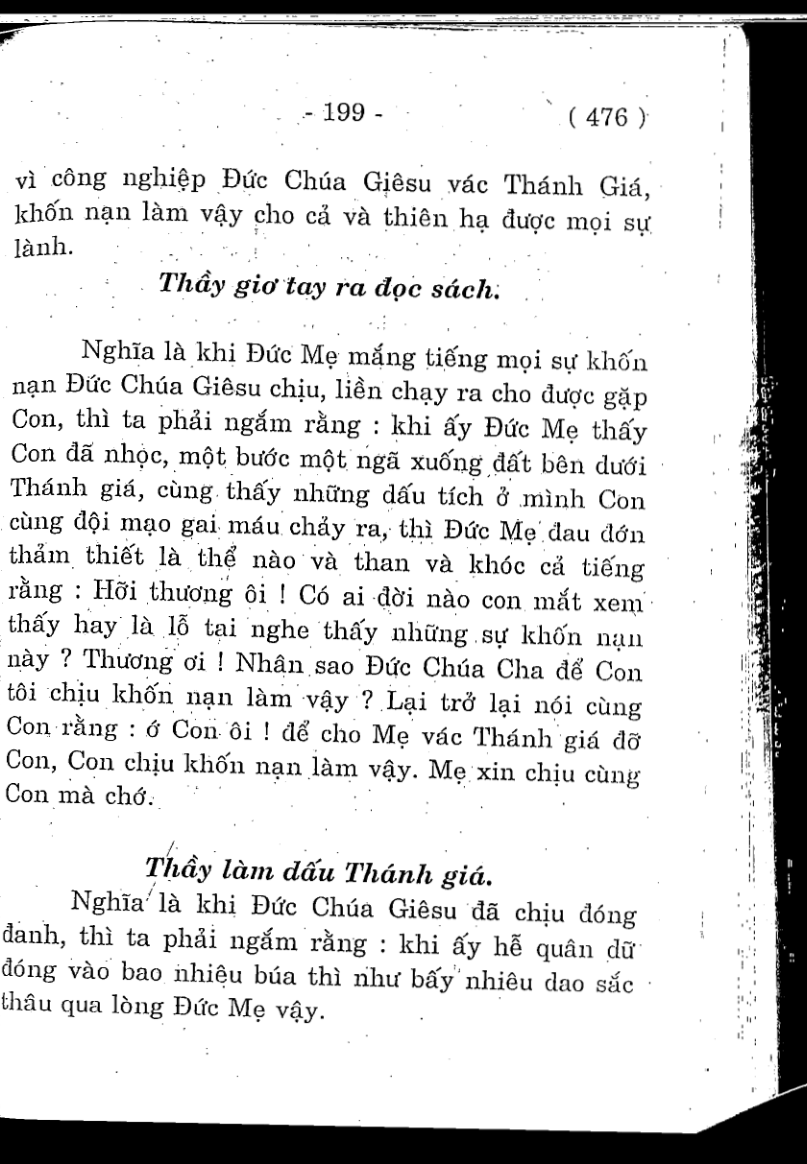 - 199 - ( 476 )
vì công nghiệp Đức Chúa Giêsu vác Thánh Giá,
khốn nạn làm vậy cho cả và thiên hạ được mọi sự
lành.
Thầy giơ tay ra đọc sách.
Nghĩa là khi Đức Mẹ mắng tiếng mọi sự khốn
nạn Đức Chúa Giêsu chịu, liền chạy ra cho được gặp
Con, thì ta phải ngắm rằng : khi ấy Đức Mẹ thấy
Con đã nhọc, một bước một ngã xuống đất bên dưới
Thánh giá, cùng thấy những dấu tích ở mình Con
cùng đội mạo gai máu chảy ra, thì Đức Mẹ đau đớn
thảm thiết là thể nào và than và khóc cả tiếng
rằng : Hỡi thương ôi ! Có ai đời nào con mắt xem
thấy hay là lỗ tai nghe thấy những sự khốn nạn
này ? Thương ơi ! Nhân sao Đức Chúa Cha để Con
tôi chịu khốn nạn làm vậy ? Lại trở lại nói cùng
Con rằng : ớ Con ôi ! để cho Mẹ vác Thánh giá đỡ
Con, Con chịu khốn nạn làm vậy. Mẹ xin chịu cùng
Con mà chớ.
Thầy làm dấu Thánh giá.
Nghĩa là khi Đức Chúa Giêsu đã chịu đóng
đanh, thì ta phải ngắm rằng : khi ấy hễ quân dữ
đóng vào bao nhiêu búa thì như bấy nhiêu dao sắc
thâu qua lòng Đức Mẹ vậy.